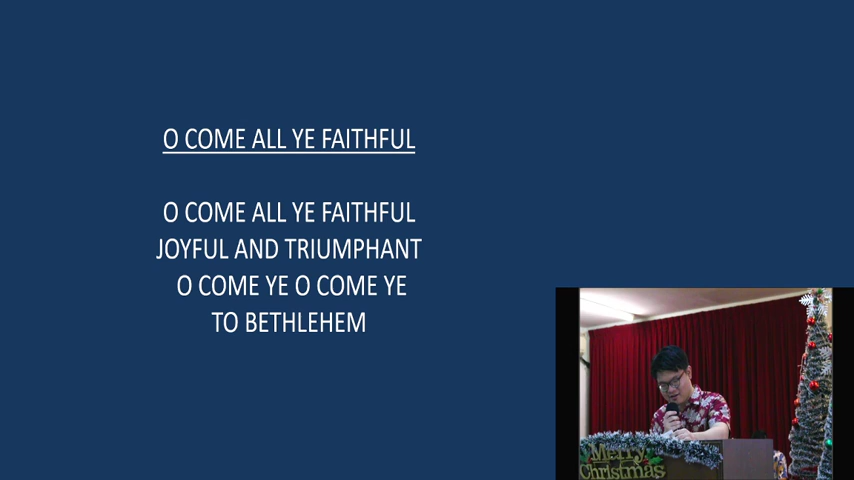 O COME ALL YE FAITHFUL
O COME ALL YE FAITHFUL
JOYFUL AND TRIUMPHANT
O COME YE O COME YE
TO BETHLEHEM
Merry
Christmas